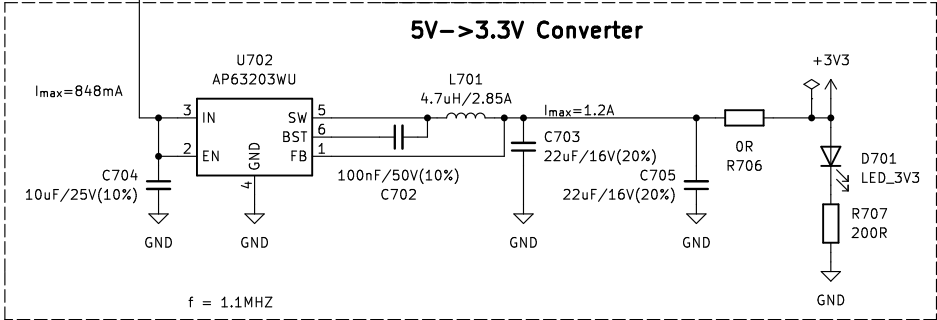 5V->3.3V Converter
U702
AP63203WU
Imax=848mA
3
IN
2
EN
GND
4
SW
5
BST
6
FB
1
L701
4.7uH/2.85A
100nF/50V(10%)
C702
Imax=1.2A
C703
22uF/16V(20%)
C705
22uF/16V(20%)
0R
R706
+3V3
D701
LED_3V3
R707
200R
C704
10uF/25V(10%)
GND
GND
GND
GND
GND
f = 1.1MHZ